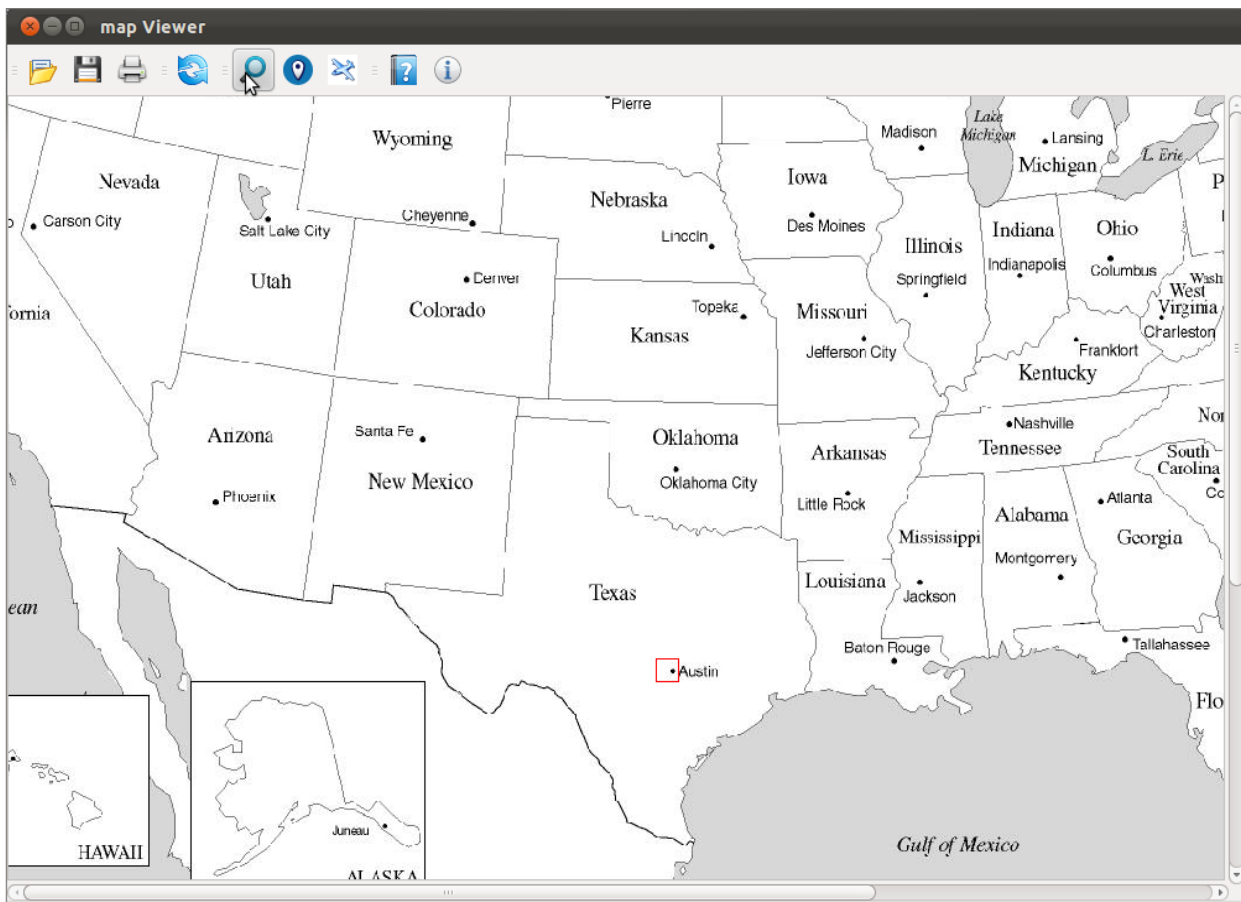 map Viewer
Pierre
Lake
Michigan
Madison
Lansing
Wyoming
Michigan
L. Erie
Nevada
Iowa
P
Nebraska
Carson City
Cheyenne
Salt Lake City
Des Moines
Lincoln
Indiana
Ohio
Illinois
Indianapolis
Columbus
Utah
Denver
Springfield
Wash
West
Virginia
Colorado
Topeka
Missouri
ornia
Charleston
Kansas
Jefferson City
Frankfort
Kentucky
Arizona
Santa Fe
Oklahoma
Nashville
Nor
Arkansas
Tennessee
South
Carolina
New Mexico
Oklahoma City
Phoenix
Little Rock
Atlanta
Co
Alabama
Mississippi
Georgia
Montgomery
Texas
Louisiana
Jackson
ean
Baton Rouge
Tallahassee
Austin
Flo
Juneau
HAWAII
Gulf of Mexico
ALASKA